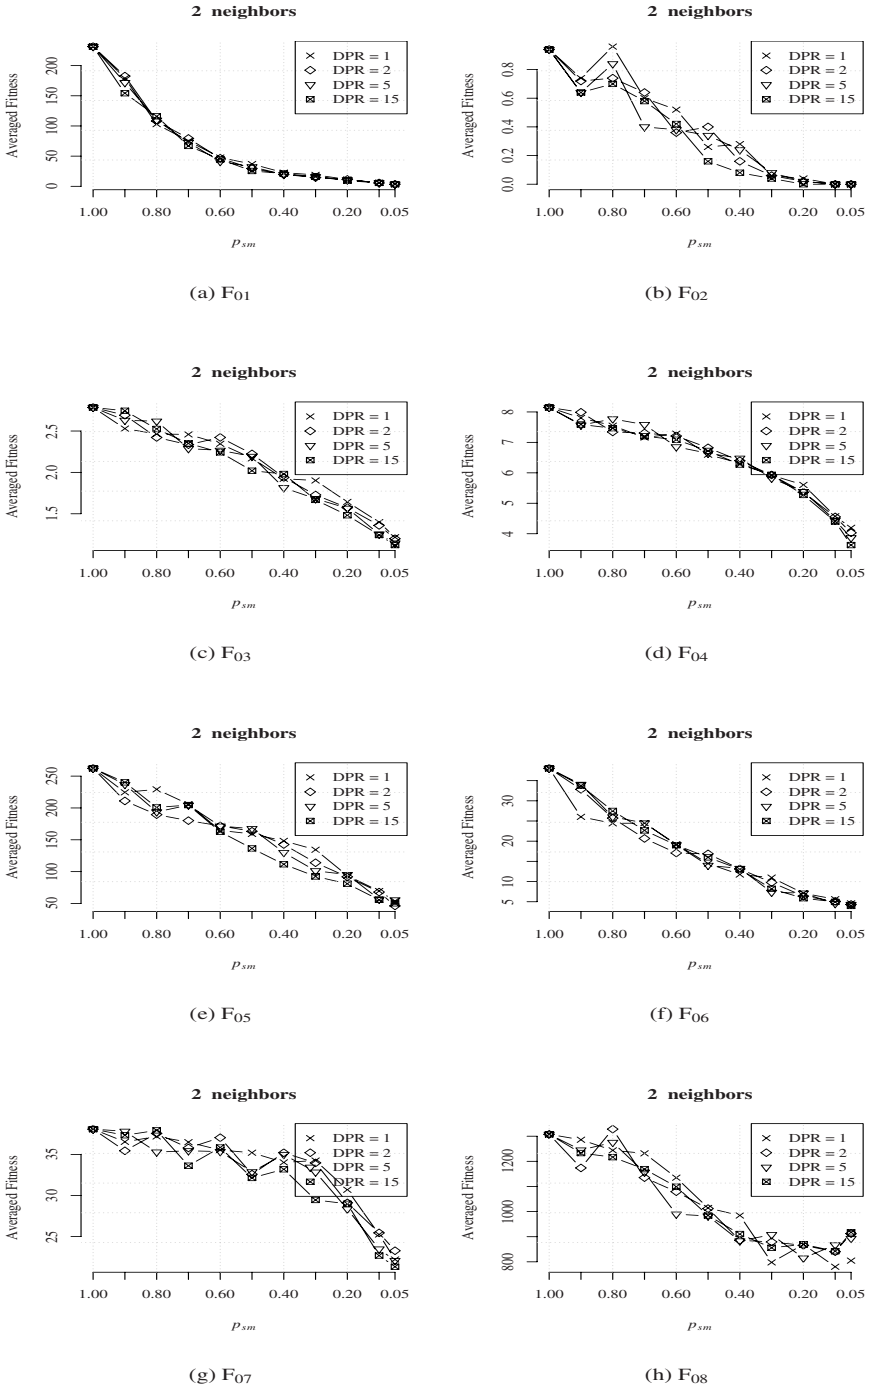 2 neighbors
Averaged Fitness
200
150
100
50
0
DPR = 1
DPR = 2
DPR = 5
DPR = 15
1.00 0.80 0.60 0.40 0.20 0.05
p sm
(a) F01
2 neighbors
Averaged Fitness
0.8
0.6
0.4
0.2
0.0
DPR = 1
DPR = 2
DPR = 5
DPR = 15
1.00 0.80 0.60 0.40 0.20 0.05
p sm
(b) F02
2 neighbors
Averaged Fitness
2.5
2.0
1.5
DPR = 1
DPR = 2
DPR = 5
DPR = 15
1.00 0.80 0.60 0.40 0.20 0.05
p sm
(c) F03
2 neighbors
Averaged Fitness
8
7
6
5
4
DPR = 1
DPR = 2
DPR = 5
DPR = 15
1.00 0.80 0.60 0.40 0.20 0.05
p sm
(d) F04
2 neighbors
Averaged Fitness
250
200
150
100
50
DPR = 1
DPR = 2
DPR = 5
DPR = 15
1.00 0.80 0.60 0.40 0.20 0.05
p sm
(e) F05
2 neighbors
Averaged Fitness
30
20
10
5
DPR = 1
DPR = 2
DPR = 5
DPR = 15
1.00 0.80 0.60 0.40 0.20 0.05
p sm
(f) F06
2 neighbors
Averaged Fitness
35
30
25
DPR = 1
DPR = 2
DPR = 5
DPR = 15
1.00 0.80 0.60 0.40 0.20 0.05
p sm
(g) F07
2 neighbors
Averaged Fitness
1200
1000
800
DPR = 1
DPR = 2
DPR = 5
DPR = 15
1.00 0.80 0.60 0.40 0.20 0.05
p sm
(h) F08